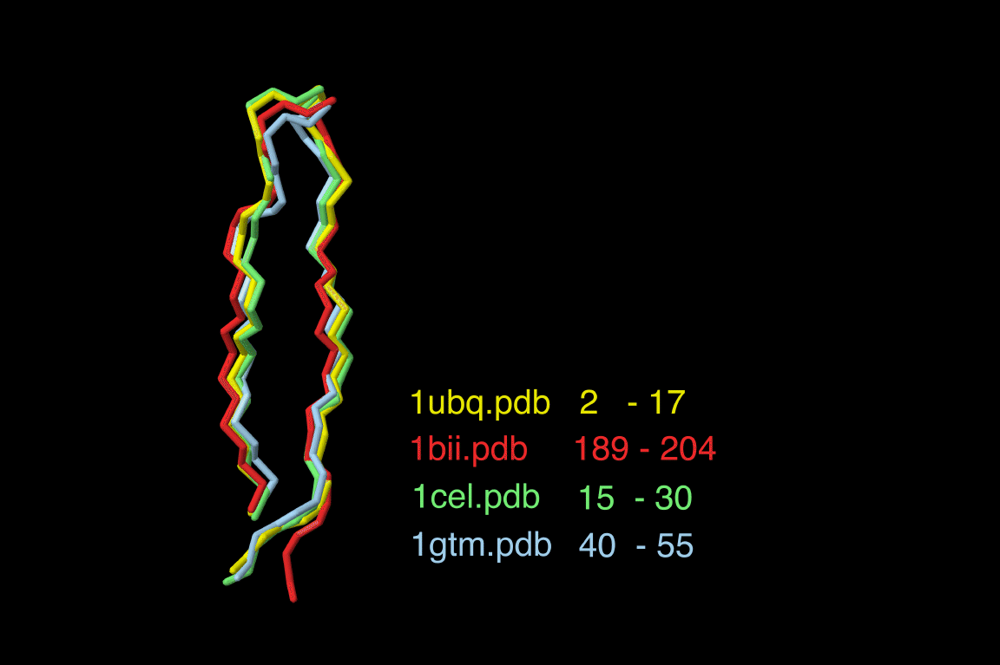 1ubq.pdb 2 - 17
1bii.pdb 189 - 204
1cel.pdb 15 - 30
1gtm.pdb 40 - 55